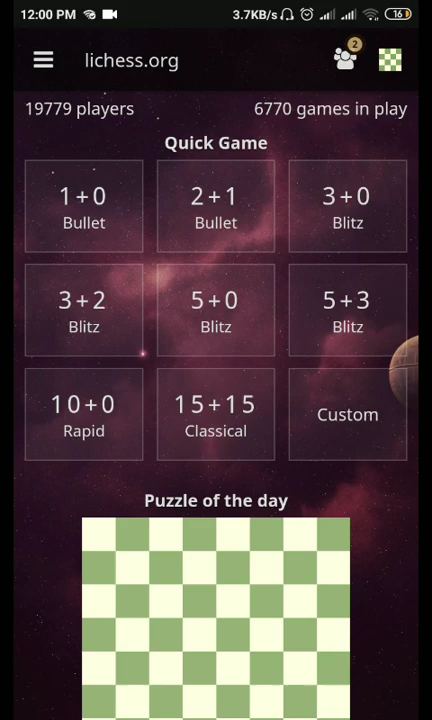 12:00 PM 3.7KB/s 16
lichess.org 2
19779 players 6770 games in play
Quick Game
1+0 2+1 3+0
Bullet Bullet Blitz
3+2 5+0 5+3
Blitz Blitz Blitz
10+0 15+15 Custom
Rapid Classical
Puzzle of the day